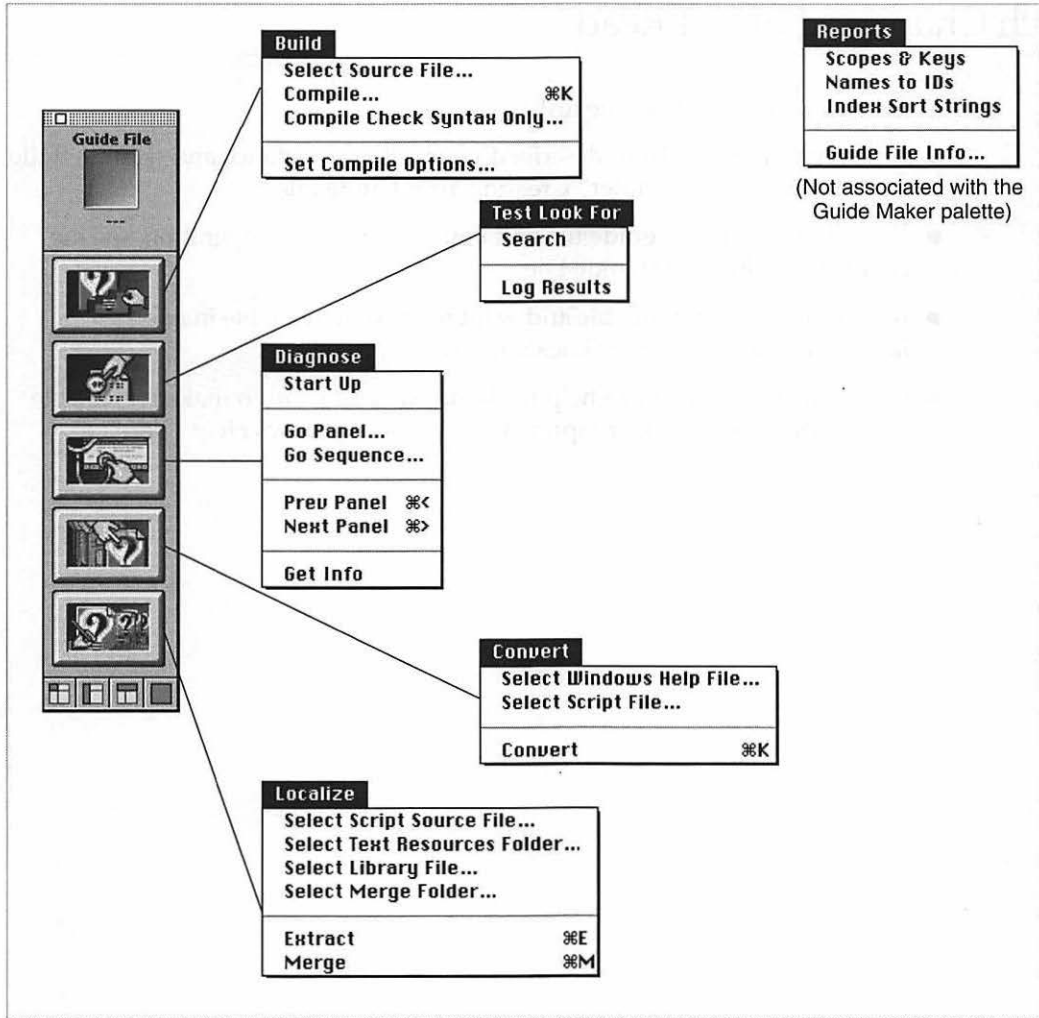 Build
Select Source File...
Compile... ⌘K
Compile Check Syntax Only...
Set Compile Options...
Reports
Scopes & Keys
Names to IDs
Index Sort Strings
Guide File Info...
(Not associated with the
Guide Maker palette)
Guide File
---
Test Look For
Search
Log Results
Diagnose
Start Up
Go Panel...
Go Sequence...
Prev Panel ⌘<
Next Panel ⌘>
Get Info
Convert
Select Windows Help File...
Select Script File...
Convert ⌘K
Localize
Select Script Source File...
Select Text Resources Folder...
Select Library File...
Select Merge Folder...
Extract ⌘E
Merge ⌘M